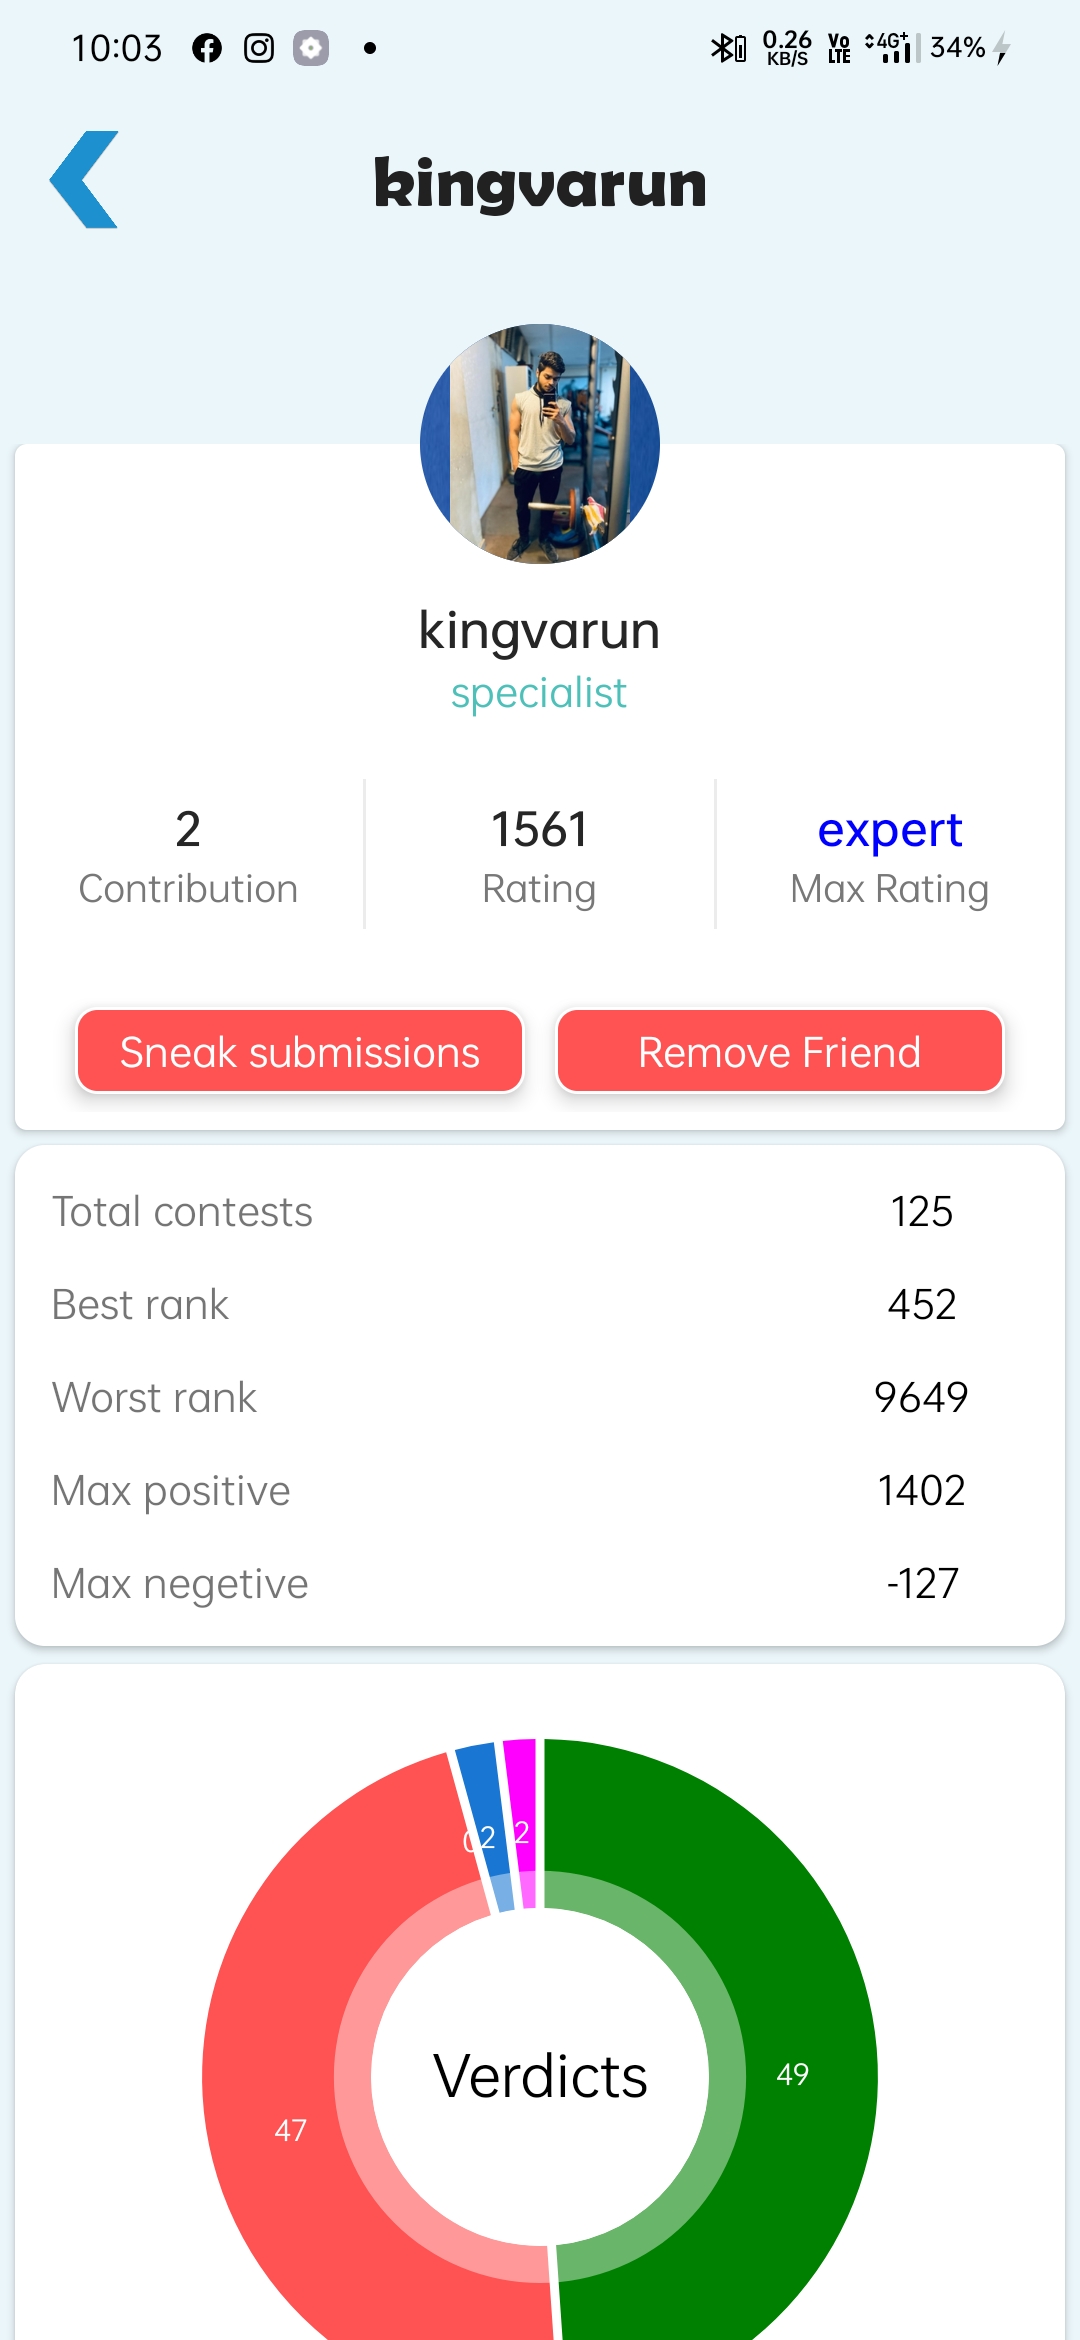 10:03
0.26 KB/S Vo LTE 4G+ 34%
kingvarun
kingvarun
specialist
2 1561 expert
Contribution Rating Max Rating
Sneak submissions Remove Friend
Total contests 125
Best rank 452
Worst rank 9649
Max positive 1402
Max negetive -127
02 2
Verdicts
49
47